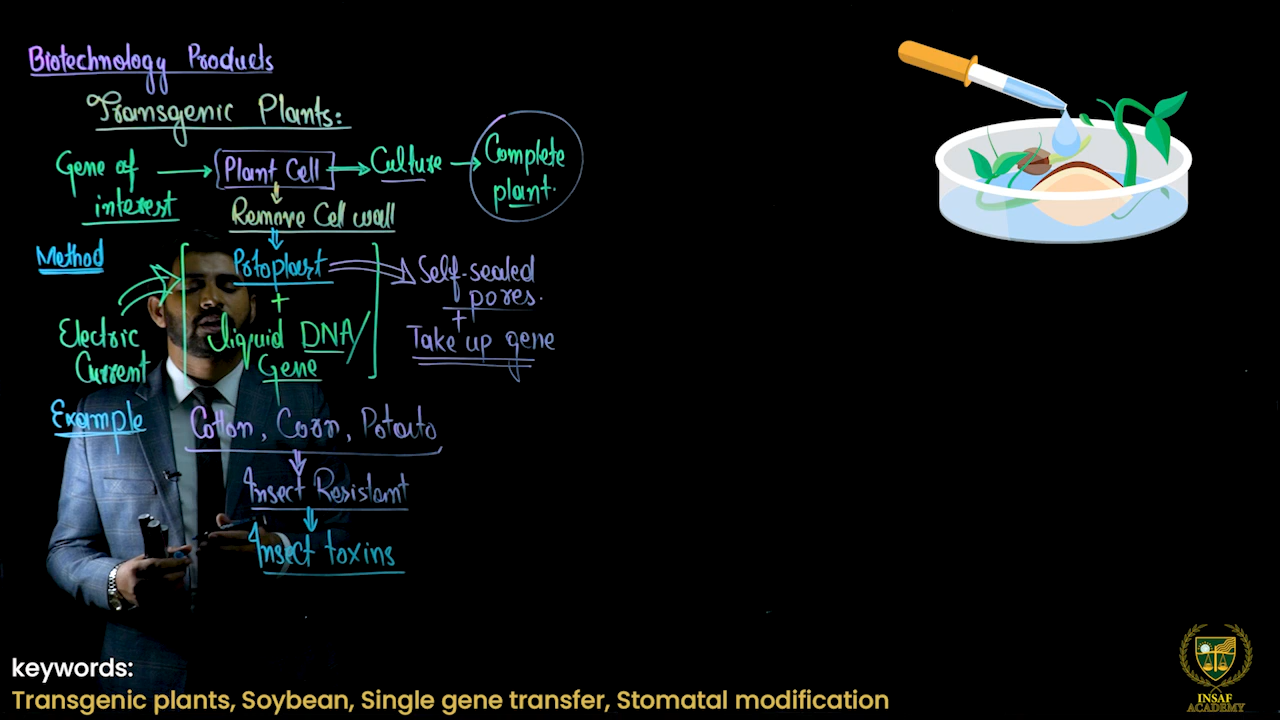 Biotechnology Products
Transgenic Plants:
Gene of interest → Plant Cell → Culture → Complete plant.
Remove Cell wall
Method
Protoplast
Self-sealed pores.
+
+
Electric Current
liquid DNA/
Gene
Take up gene
Example
Cotton, Corn, Potato
Insect Resistant
Insect toxins
keywords:
Transgenic plants, Soybean, Single gene transfer, Stomatal modification
INSAF
ACADEMY